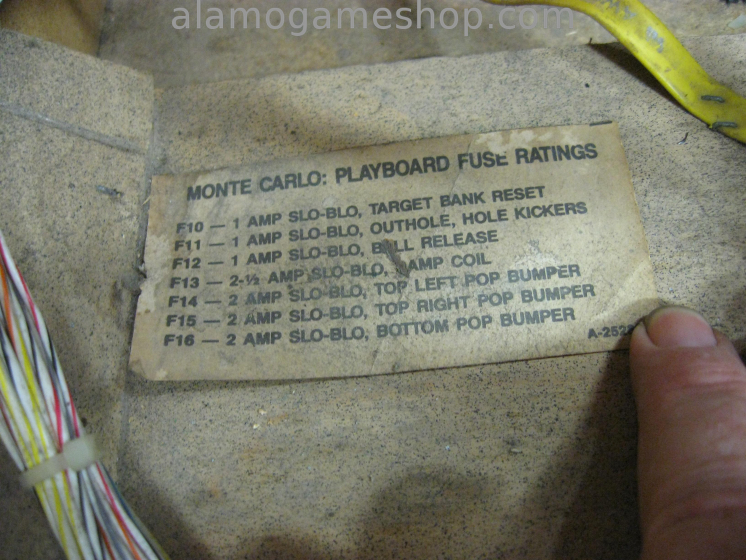 alamogameshop.com
MONTE CARLO: PLAYBOARD FUSE RATINGS
F10 — 1 AMP SLO-BLO, TARGET BANK RESET
F11 — 1 AMP SLO-BLO, OUTHOLE, HOLE KICKERS
F12 — 1 AMP SLO-BLO, BALL RELEASE
F13 — 2-½ AMP SLO-BLO, COIL
F14 — 2 AMP SLO-BLO, TOP LEFT POP BUMPER
F15 — 2 AMP SLO-BLO, TOP RIGHT POP BUMPER
F16 — 2 AMP SLO-BLO, BOTTOM POP BUMPER